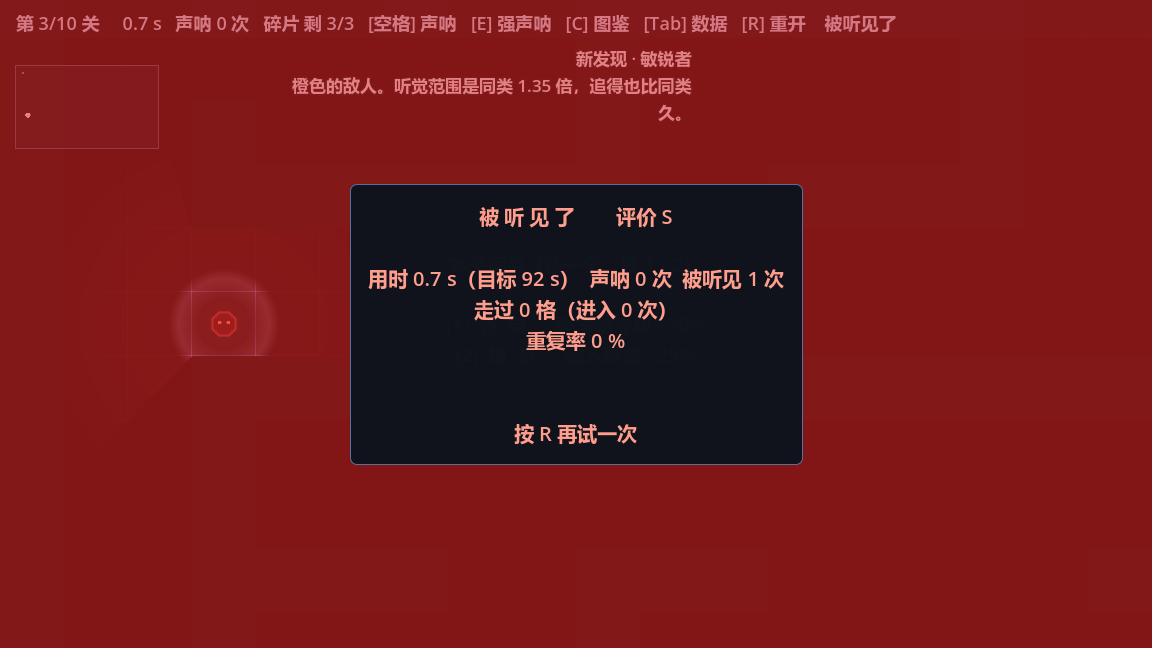 第 3/10 关 0.7 s 声呐 0 次 碎片 剩 3/3 [空格] 声呐 [E] 强声呐 [C] 图鉴 [Tab] 数据 [R] 重开 被听见了
新发现 · 敏锐者
橙色的敌人。听觉范围是同类 1.35 倍，追得也比同类
久。
被 听 见 了 评价 S
用时 0.7 s（目标 92 s） 声呐 0 次 被听见 1 次
走过 0 格（进入 0 次）
重复率 0 %
按 R 再试一次